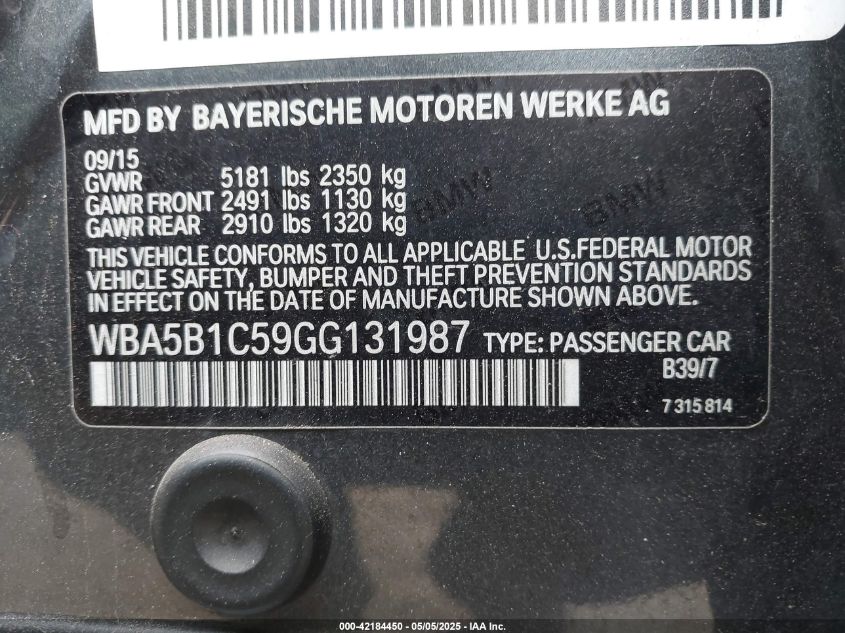 MFD BY BAYERISCHE MOTOREN WERKE AG
09/15
GVWR 5181 lbs 2350 kg
GAWR FRONT 2491 lbs 1130 kg
GAWR REAR 2910 lbs 1320 kg
THIS VEHICLE CONFORMS TO ALL APPLICABLE U.S.FEDERAL MOTOR
VEHICLE SAFETY, BUMPER AND THEFT PREVENTION STANDARDS
IN EFFECT ON THE DATE OF MANUFACTURE SHOWN ABOVE
WBA5B1C59GG131987 TYPE: PASSENGER CAR
B39/7
7 315 814
BMW
BMW
000-42184450 - 05/05/2025 - IAA Inc.